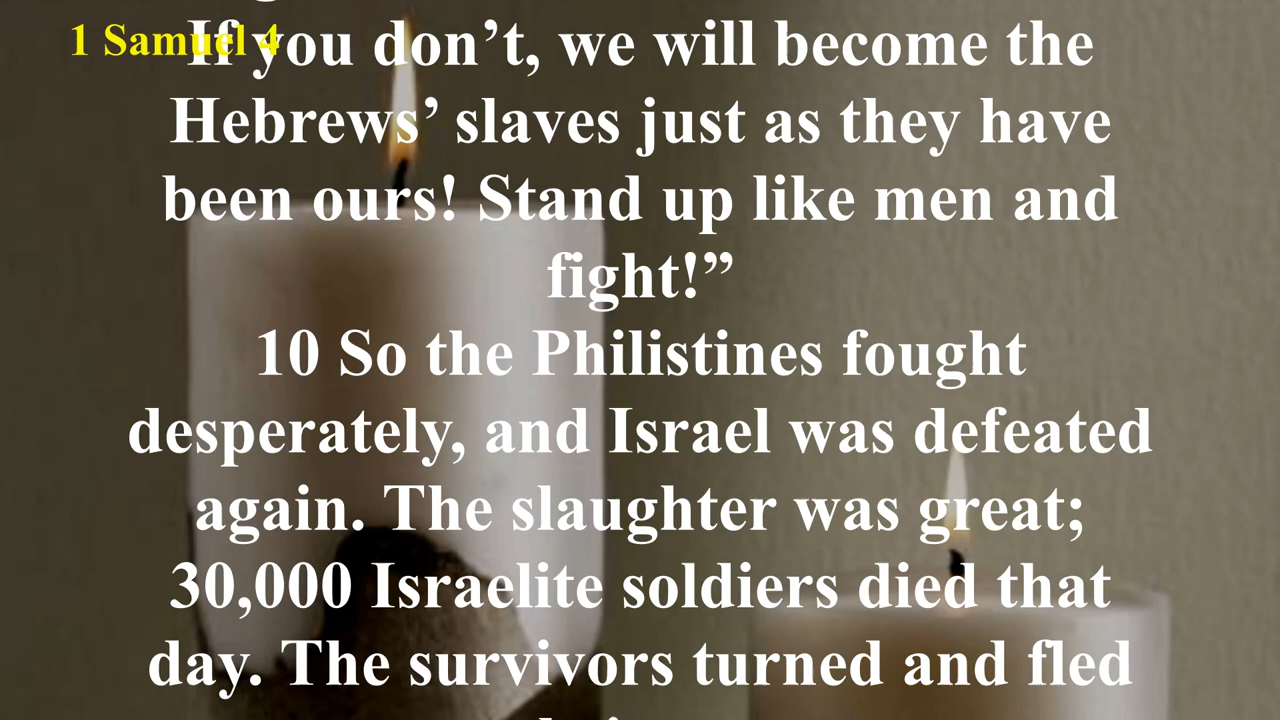 1 Samuel 4
If you don’t, we will become the
Hebrews’ slaves just as they have
been ours! Stand up like men and
fight!”
10 So the Philistines fought
desperately, and Israel was defeated
again. The slaughter was great;
30,000 Israelite soldiers died that
day. The survivors turned and fled